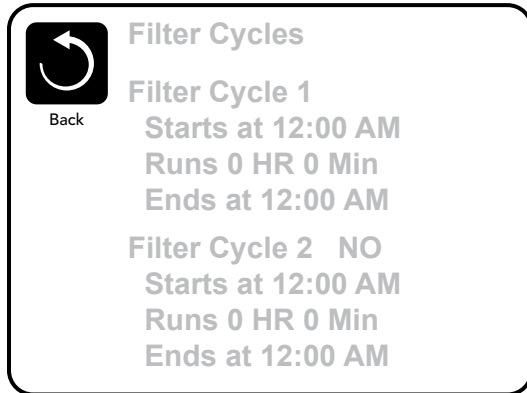 Filter Cycles
Back
Filter Cycle 1
Starts at 12:00 AM
Runs 0 HR 0 Min
Ends at 12:00 AM
Filter Cycle 2 NO
Starts at 12:00 AM
Runs 0 HR 0 Min
Ends at 12:00 AM